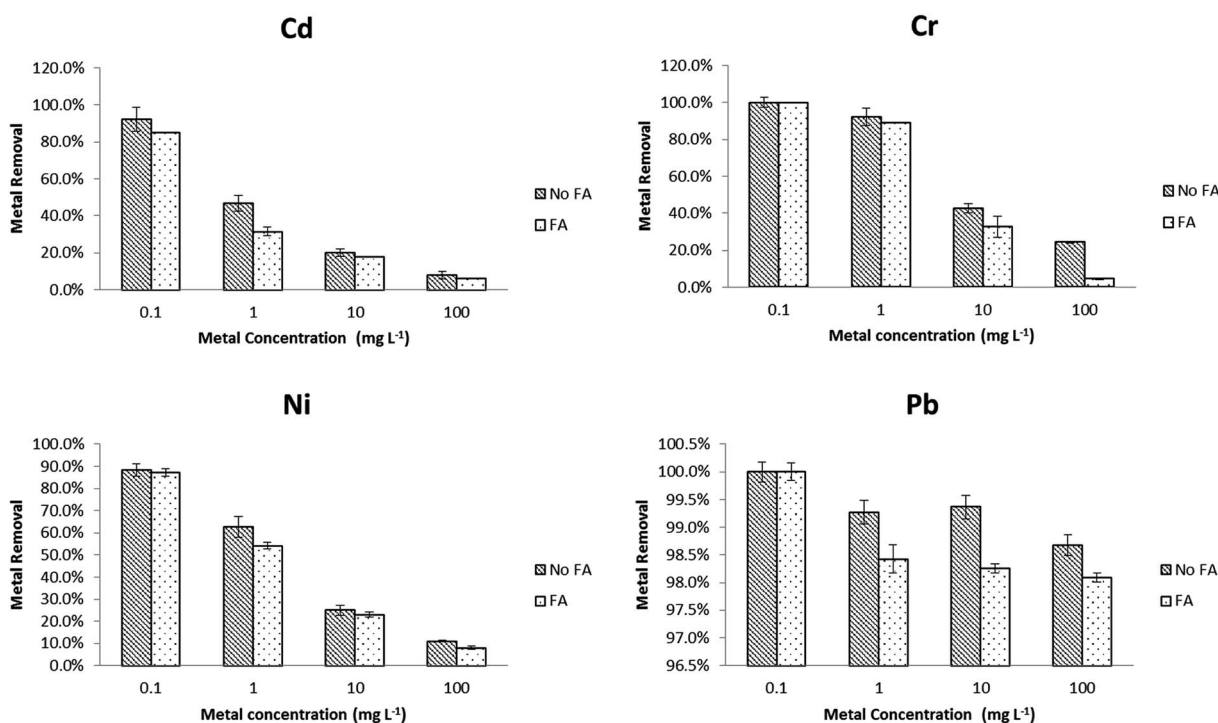 Cd
120.0%
100.0%
80.0%
60.0%
40.0%
20.0%
0.0%
Metal Removal
0.1 1 10 100
Metal Concentration (mg L⁻¹)
No FA
FA
Cr
120.0%
100.0%
80.0%
60.0%
40.0%
20.0%
0.0%
Metal Removal
0.1 1 10 100
Metal Concentration (mg L⁻¹)
No FA
FA
Ni
100.0%
90.0%
80.0%
70.0%
60.0%
50.0%
40.0%
30.0%
20.0%
10.0%
0.0%
Metal Removal
0.1 1 10 100
Metal concentration (mg L⁻¹)
No FA
FA
Pb
100.5%
100.0%
99.5%
99.0%
98.5%
98.0%
97.5%
97.0%
96.5%
Metal Removal
0.1 1 10 100
Metal concentration (mg L⁻¹)
No FA
FA